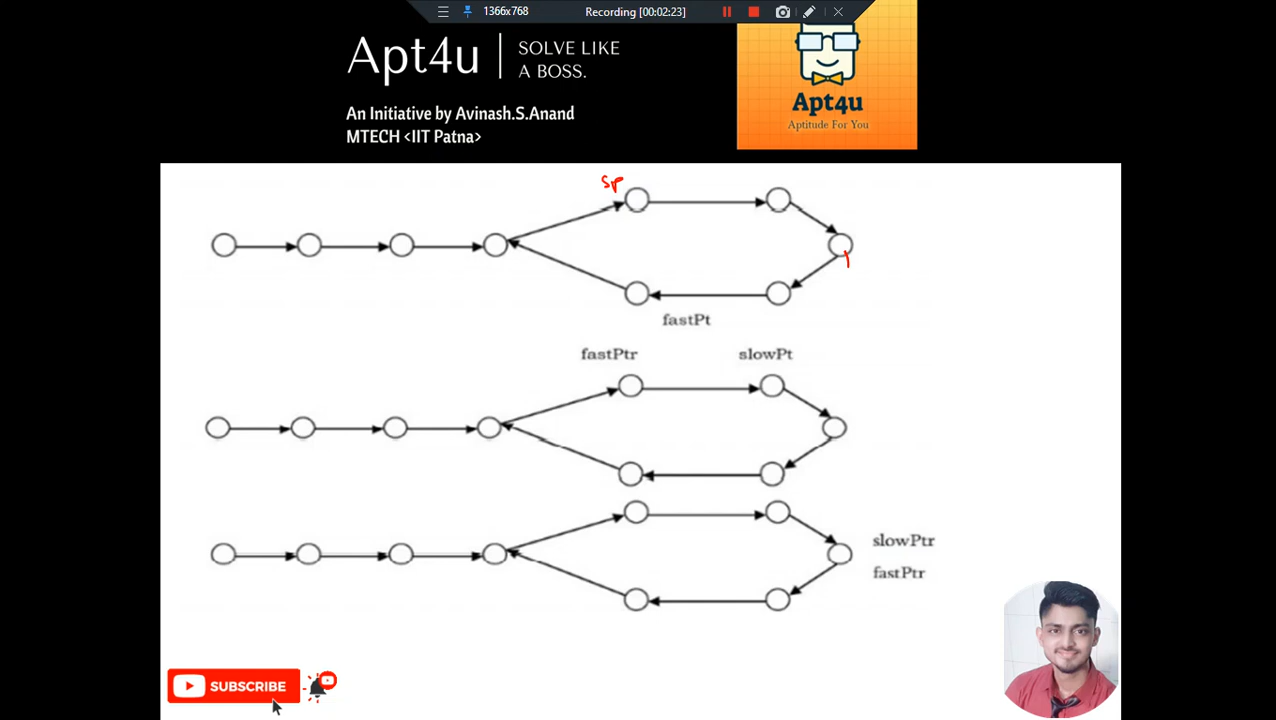 1366x768
Recording [00:02:23]
Apt4u
SOLVE LIKE
A BOSS.
An Initiative by Avinash.S.Anand
MTECH <IIT Patna>
Apt4u
Aptitude For You
SP
fastPt
fastPtr
slowPt
slowPtr
fastPtr
SUBSCRIBE